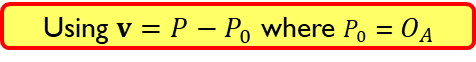 Using v = P − P₀ where P₀ = O_A